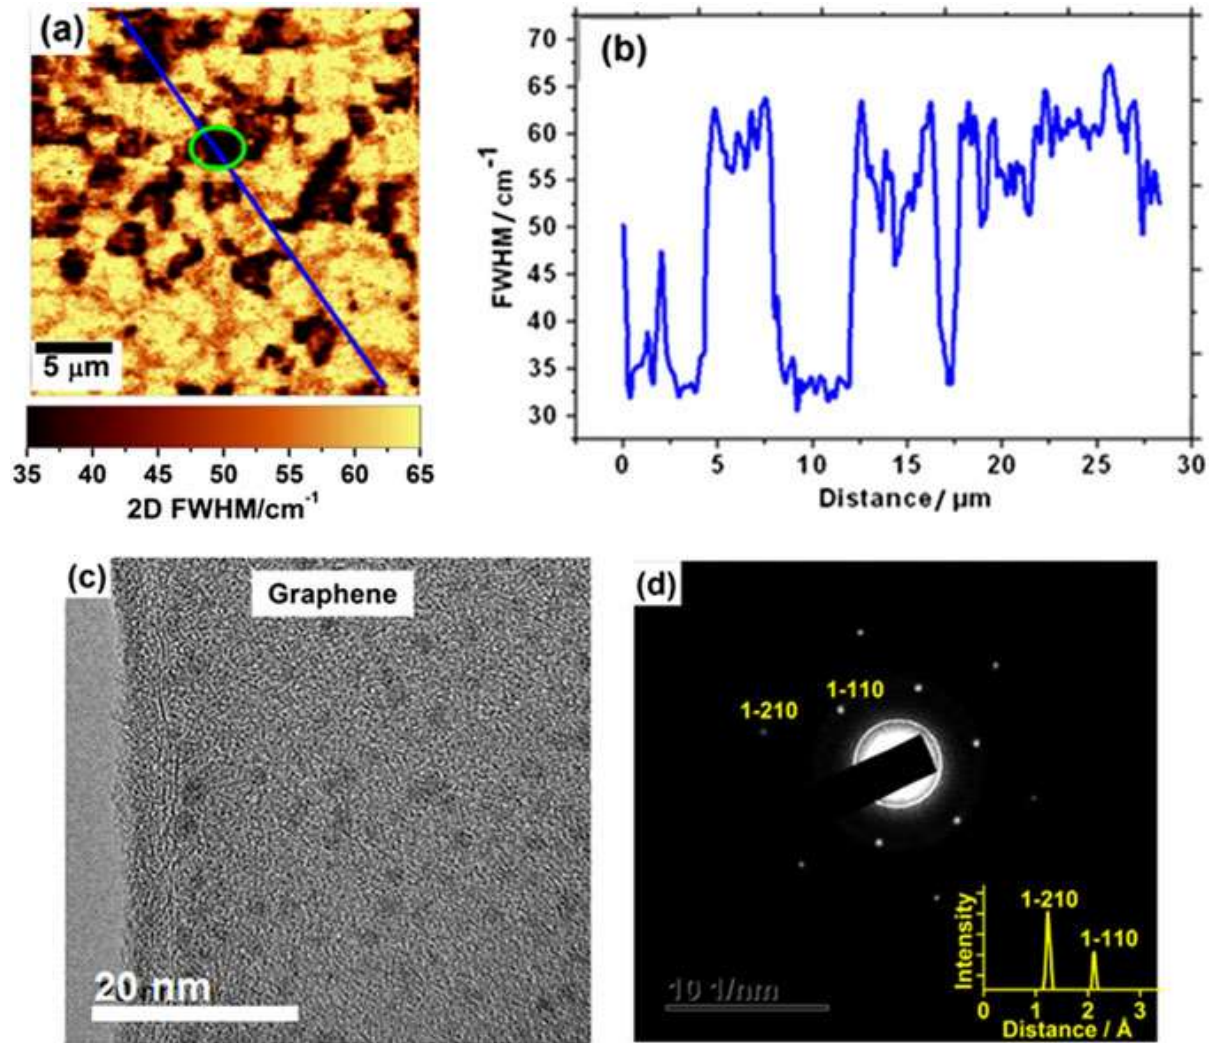 (a)
5 μm
35 40 45 50 55 60 65
2D FWHM/cm⁻¹
(b)
70
65
60
55
50
45
40
35
30
FWHM/cm⁻¹
0 5 10 15 20 25 30
Distance/ μm
(c)
Graphene
20 nm
(d)
1-110
1-210
10 1/nm
Intensity
1-210
1-110
0 1 2 3
Distance / Å